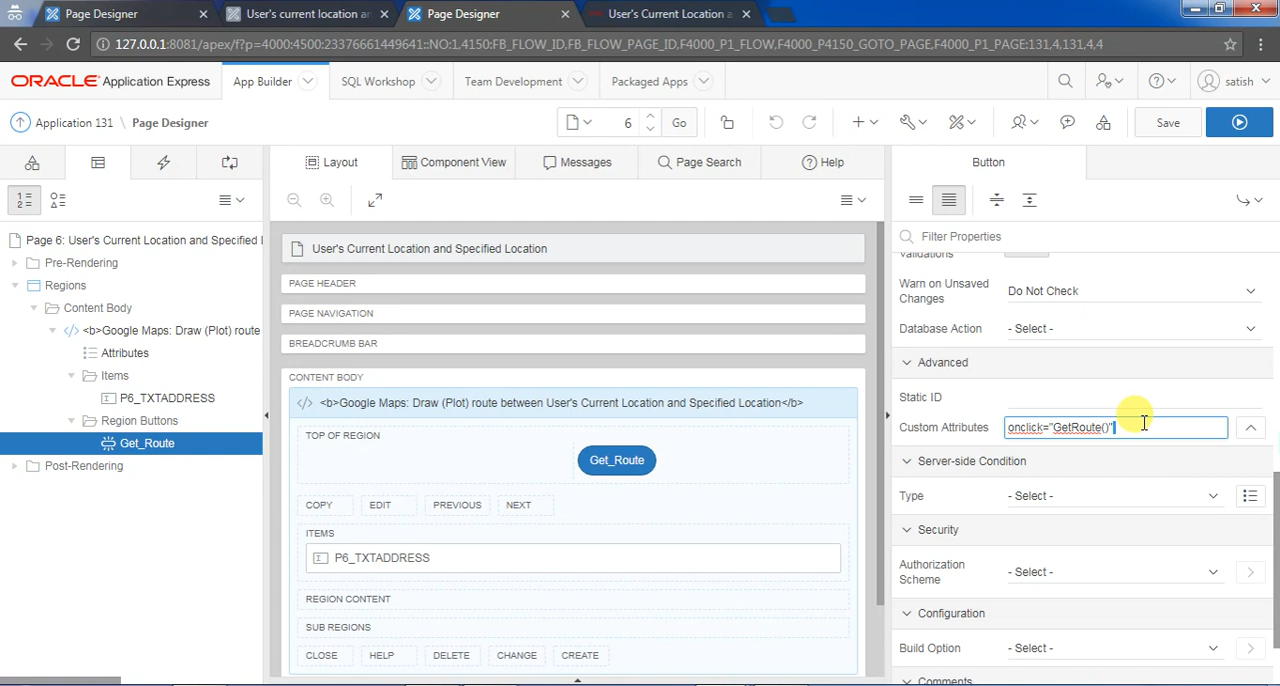 Page Designer
User's current location an
Page Designer
User's Current Location a
127.0.0.1:8081/apex/f?p=4000:4500:23376661449641::NO:1,4150:FB_FLOW_ID,FB_FLOW_PAGE_ID,F4000_P1_FLOW,F4000_P4150_GOTO_PAGE,F4000_P1_PAGE:131,4,131,4,4
ORACLE Application Express
App Builder
SQL Workshop
Team Development
Packaged Apps
satish
Application 131 \ Page Designer
6
Go
Save
Layout
Component View
Messages
Page Search
Help
Button
Page 6: User's Current Location and Specified l
Pre-Rendering
Regions
Content Body
<b>Google Maps: Draw (Plot) route
Attributes
Items
P6_TXTADDRESS
Region Buttons
Get_Route
Post-Rendering
User's Current Location and Specified Location
PAGE HEADER
PAGE NAVIGATION
BREADCRUMB BAR
CONTENT BODY
<b>Google Maps: Draw (Plot) route between User's Current Location and Specified Location</b>
TOP OF REGION
Get_Route
COPY
EDIT
PREVIOUS
NEXT
ITEMS
P6_TXTADDRESS
REGION CONTENT
SUB REGIONS
CLOSE
HELP
DELETE
CHANGE
CREATE
Filter Properties
Validations
Warn on Unsaved
Changes
Do Not Check
Database Action
- Select -
Advanced
Static ID
Custom Attributes
onclick="GetRoute()"
Server-side Condition
Type
- Select -
Security
Authorization
Scheme
- Select -
Configuration
Build Option
- Select -
Comments